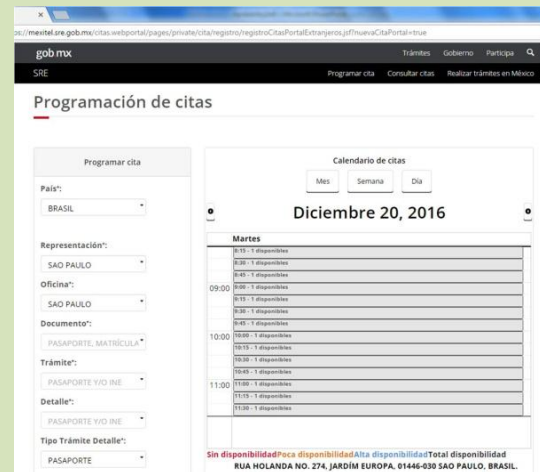 x
os://mexitel.sre.gob.mx/citas.webportal/pages/private/cita/registro/registroCitasPortalExtranjeros.jsf?nuevaCitaPortal=true
gob mx
Trámites Gobierno Participa
SRE
Programar cita Consultar citas Realizar trámites en México
Programación de citas
Programar cita
País*:
BRASIL
Representación*:
SAO PAULO
Oficina*:
SAO PAULO
Documento*:
PASAPORTE, MATRÍCULA
Trámite*:
PASAPORTE Y/O INE
Detalle*:
PASAPORTE Y/O INE
Tipo Trámite Detalle*:
PASAPORTE
Calendario de citas
Mes Semana Día
Diciembre 20, 2016
Martes
8:15 - 1 disponibles
8:30 - 1 disponibles
8:45 - 1 disponibles
09:00 9:00 - 1 disponibles
9:15 - 1 disponibles
9:30 - 1 disponibles
9:45 - 1 disponibles
10:00 10:00 - 1 disponibles
10:15 - 1 disponibles
10:30 - 1 disponibles
10:45 - 1 disponibles
11:00 11:00 - 1 disponibles
11:15 - 1 disponibles
11:30 - 1 disponibles
Sin disponibilidadPoca disponibilidadAlta disponibilidadTotal disponibilidad
RUA HOLANDA NO. 274, JARDÍM EUROPA, 01446-030 SAO PAULO, BRASIL.